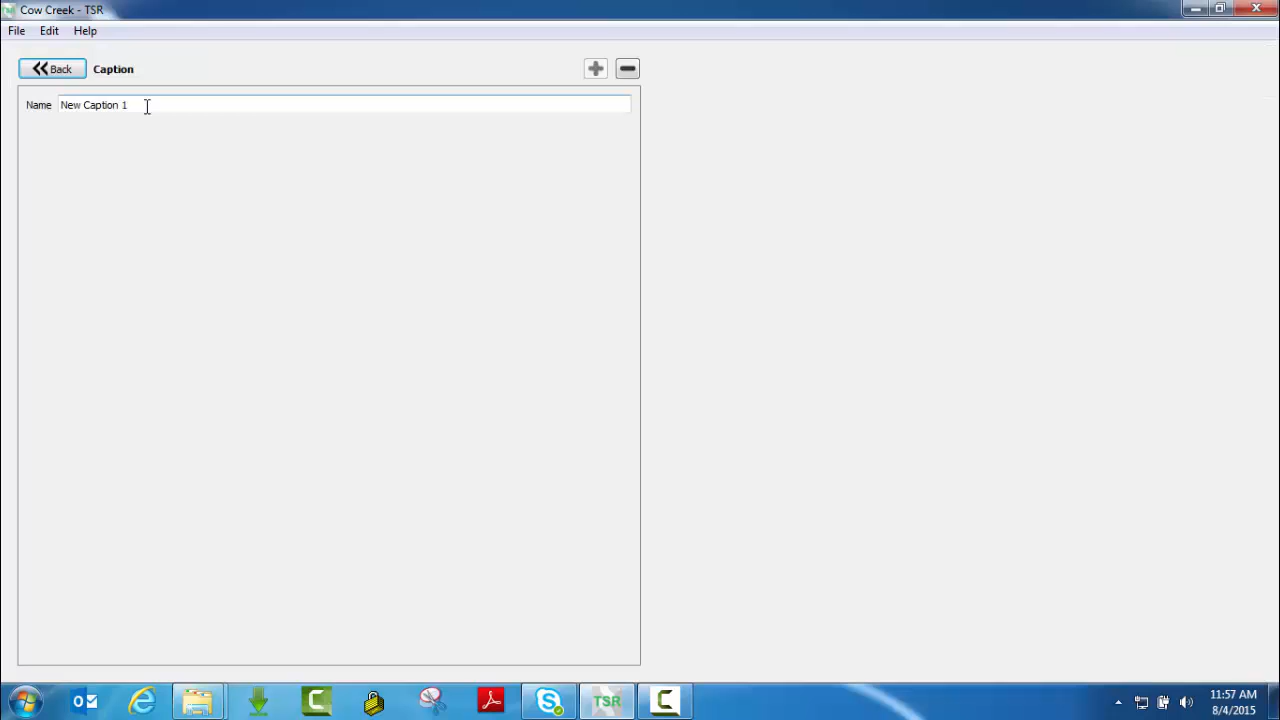 Cow Creek - TSR
File Edit Help
Back Caption
Name New Caption 1
TSR
11:57 AM
8/4/2015